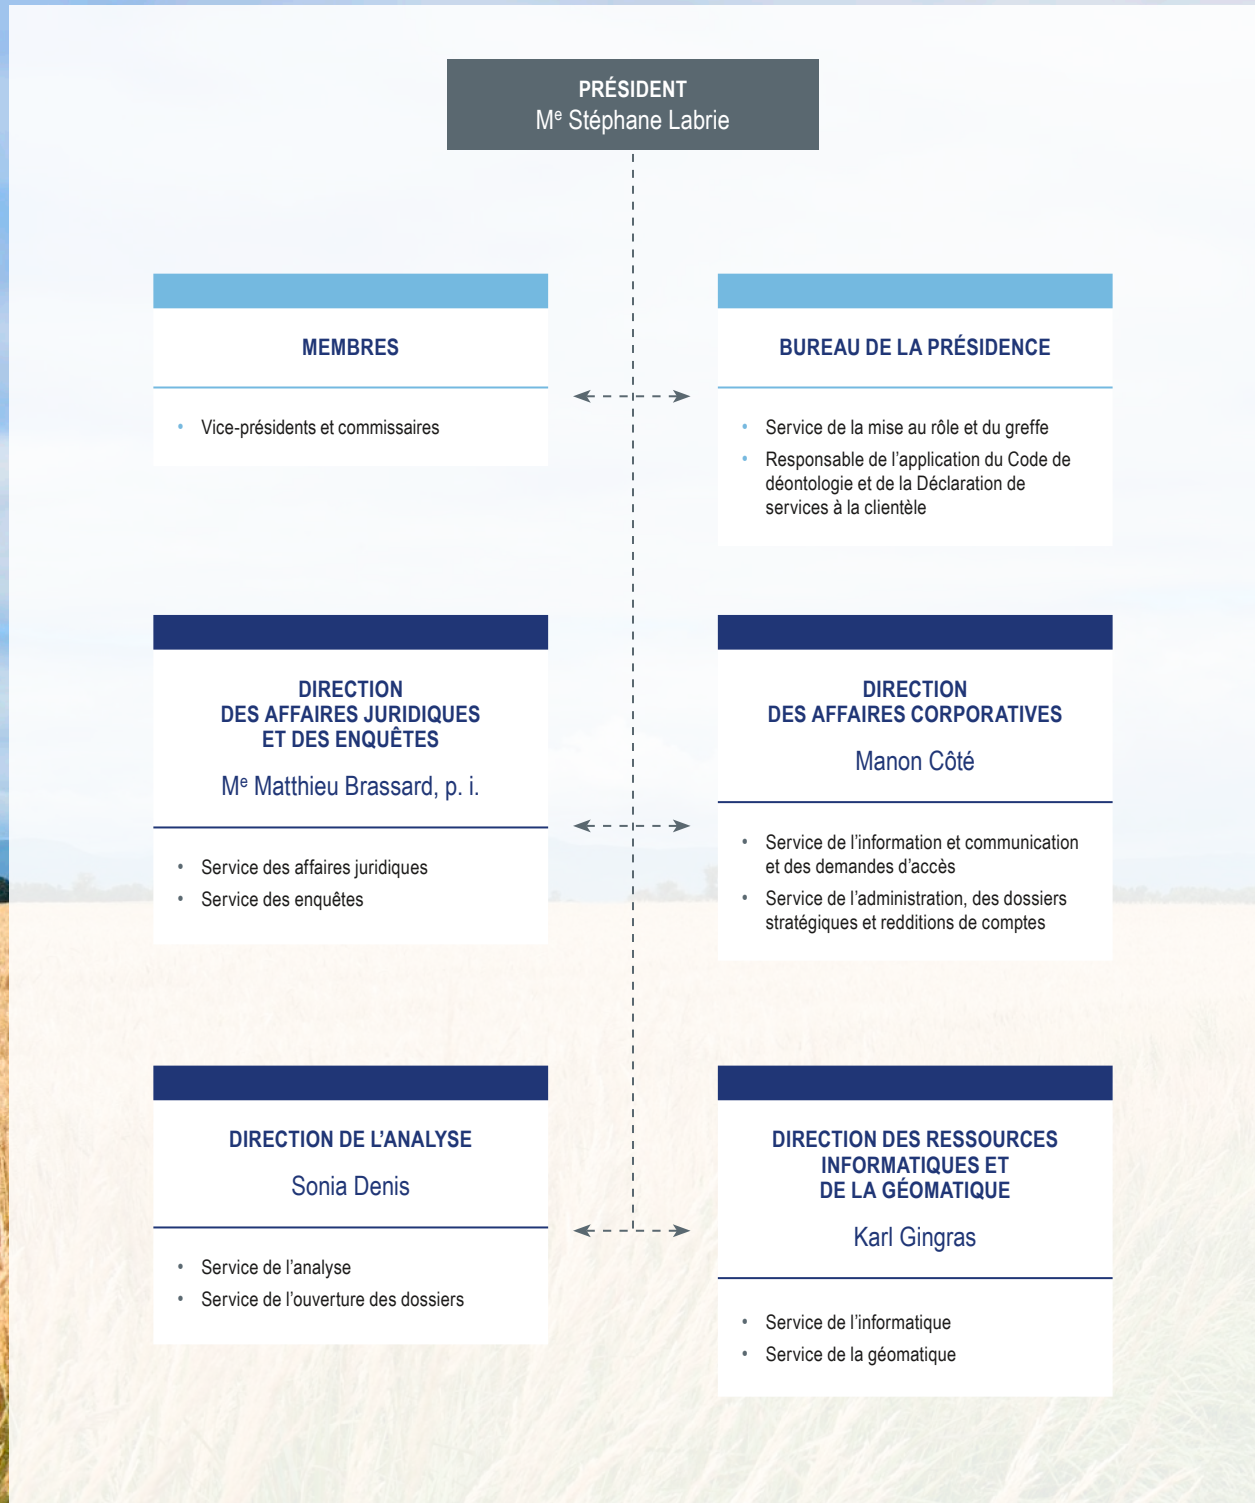 PRÉSIDENT
Mᵉ Stéphane Labrie
MEMBRES
• Vice-présidents et commissaires
BUREAU DE LA PRÉSIDENCE
• Service de la mise au rôle et du greffe
• Responsable de l’application du Code de
déontologie et de la Déclaration de
services à la clientèle
DIRECTION
DES AFFAIRES JURIDIQUES
ET DES ENQUÊTES
Mᵉ Matthieu Brassard, p. i.
• Service des affaires juridiques
• Service des enquêtes
DIRECTION
DES AFFAIRES CORPORATIVES
Manon Côté
• Service de l’information et communication
et des demandes d’accès
• Service de l’administration, des dossiers
stratégiques et redditions de comptes
DIRECTION DE L’ANALYSE
Sonia Denis
• Service de l’analyse
• Service de l’ouverture des dossiers
DIRECTION DES RESSOURCES
INFORMATIQUES ET
DE LA GÉOMATIQUE
Karl Gingras
• Service de l’informatique
• Service de la géomatique